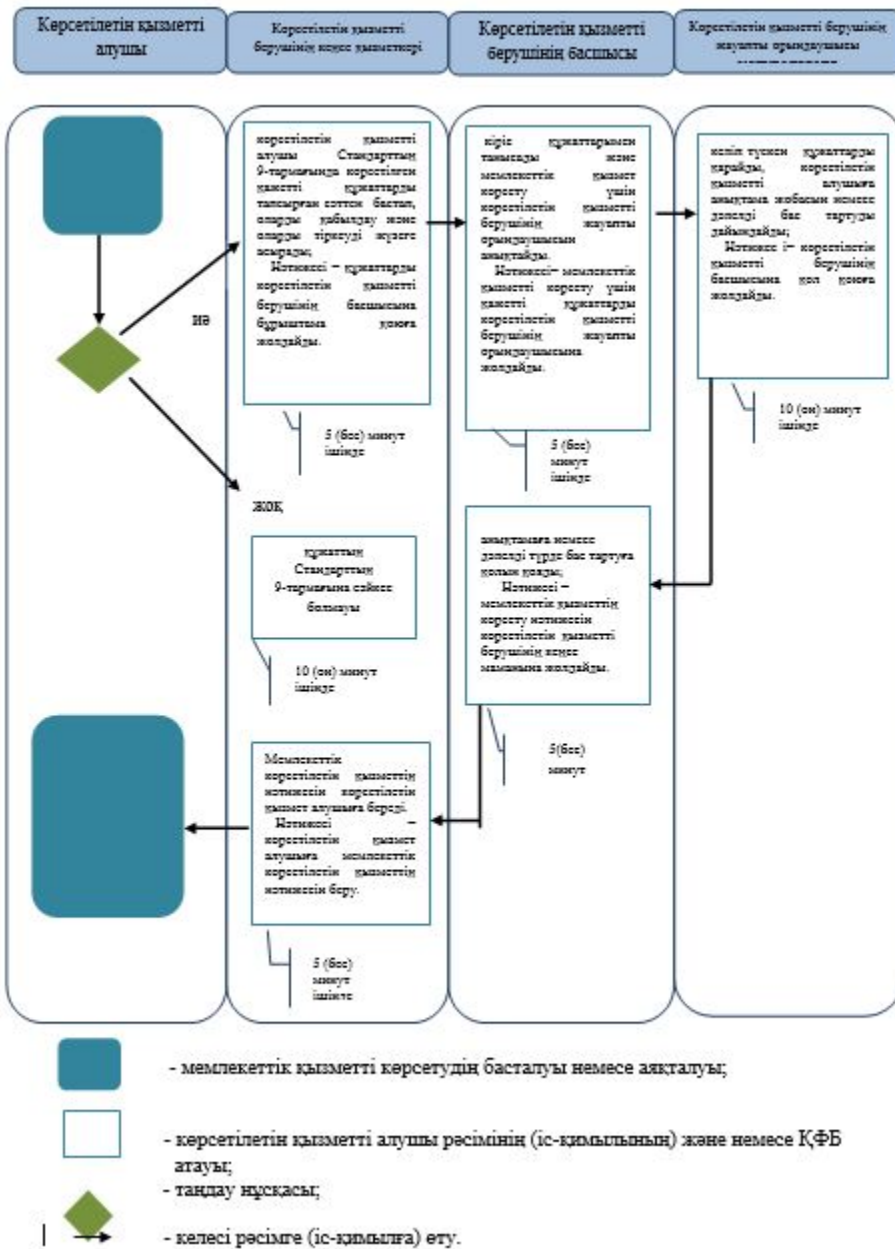 Көрсетілетін қызметті
алушы
Көрсетілетін қызметті
берушінің кеңсе қызметкері
Көрсетілетін қызметті
берушінің басшысы
Көрсетілетін қызметті берушінің
жауапты орындаушысы
көрсетілетін қызметті
алушы Стандарттың
9-тармағында көрсетілген
қажетті құжаттарды
тапсырған сәттен бастап,
оларды қабылдау және
оларды тіркеуді жүзеге
асырады;
Нәтижесі – құжаттарды
көрсетілетін қызметті
берушінің басшысына
бұрыштама қоюға
жолдайды.
5 (бес) минут
ішінде
кіріс құжаттарымен
танысады және
мемлекеттік қызмет
көрсету үшін
көрсетілетін қызметті
берушінің жауапты
орындаушысын
анықтайды.
Нәтижесі– мемлекеттік
қызметті көрсету үшін
қажетті құжаттарды
көрсетілетін қызметті
берушінің жауапты
орындаушысына
жолдайды.
5 (бес)
минут
ішінде
келіп түскен құжаттарды
қарайды, көрсетілетін
қызметті алушыға
анықтама жобасын немесе
дәлелді бас тартуды
дайындайды;
Нәтижес і– көрсетілетін
қызметті берушінің
басшысына қол қоюға
жолдайды.
10 (он) минут
ішінде
иә
жоқ
құжаттың
Стандарттың
9-тармағына сәйкес
болмауы
10 (он) минут
ішінде
анықтамаға немесе
дәлелді түрде бас тартуға
қолын қояды;
Нәтижесі –
мемлекеттік қызметтің
көрсету нәтижесін
көрсетілетін қызметті
берушінің кеңсе
маманына жолдайды.
5(бес)
минут
Мемлекеттік
көрсетілетін қызметтің
нәтижесін көрсетілетін
қызмет алушыға береді.
Нәтижесі –
көрсетілетін қызмет
алушыға мемлекеттік
көрсетілетін қызметтің
нәтижесін беру.
5 (бес)
минут
ішінде
- мемлекеттік қызметті көрсетудің басталуы немесе аяқталуы;
- көрсетілетін қызметті алушы рәсімінің (іс-қимылының) және немесе ҚФБ
атауы;
- таңдау нұсқасы;
- келесі рәсімге (іс-қимылға) өту.